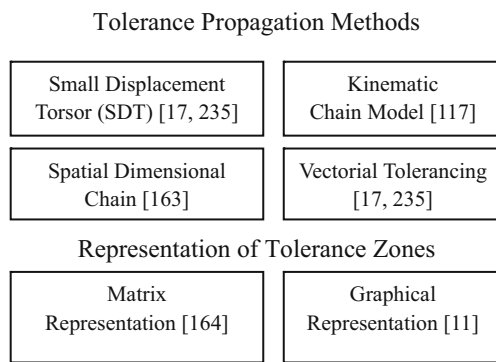 Tolerance Propagation Methods
Small Displacement
Torsor (SDT) [17, 235]
Kinematic
Chain Model [117]
Spatial Dimensional
Chain [163]
Vectorial Tolerancing
[17, 235]
Representation of Tolerance Zones
Matrix
Representation [164]
Graphical
Representation [11]